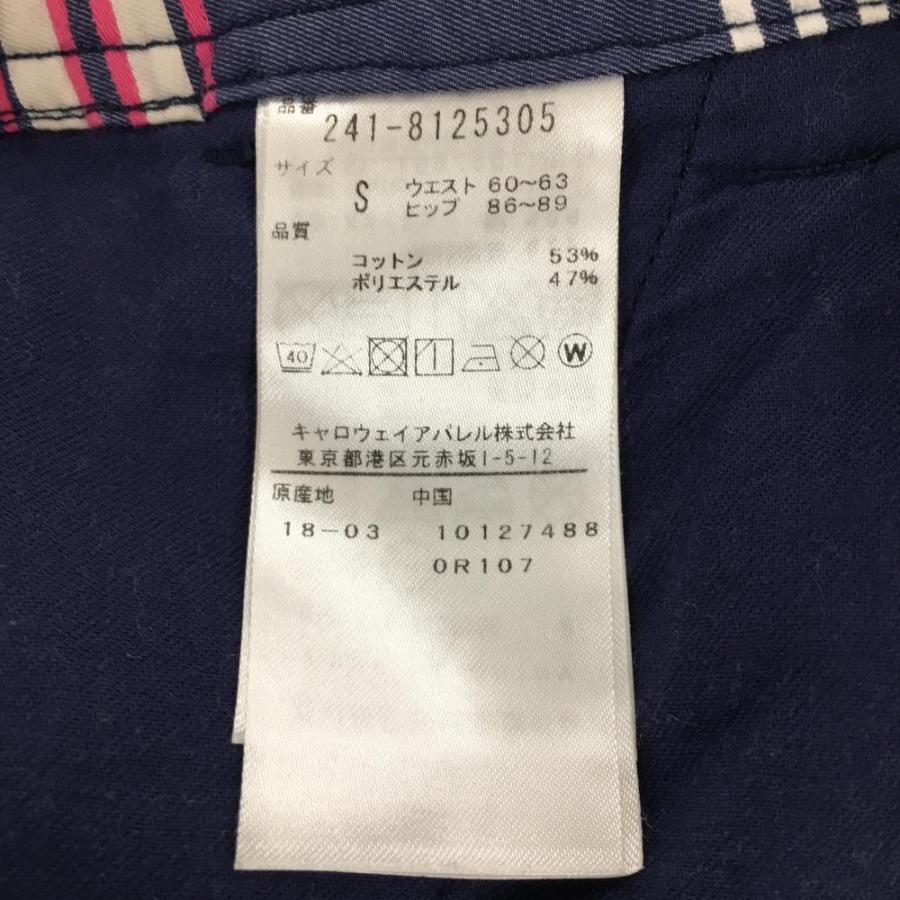 品番
241-8125305
サイズ
S ウエスト 60～63
ヒップ 86～89
品質
コットン 53%
ポリエステル 47%
40 W
キャロウェイアパレル株式会社
東京都港区元赤坂1-5-12
原産地 中国
18-03 10127488
0R107